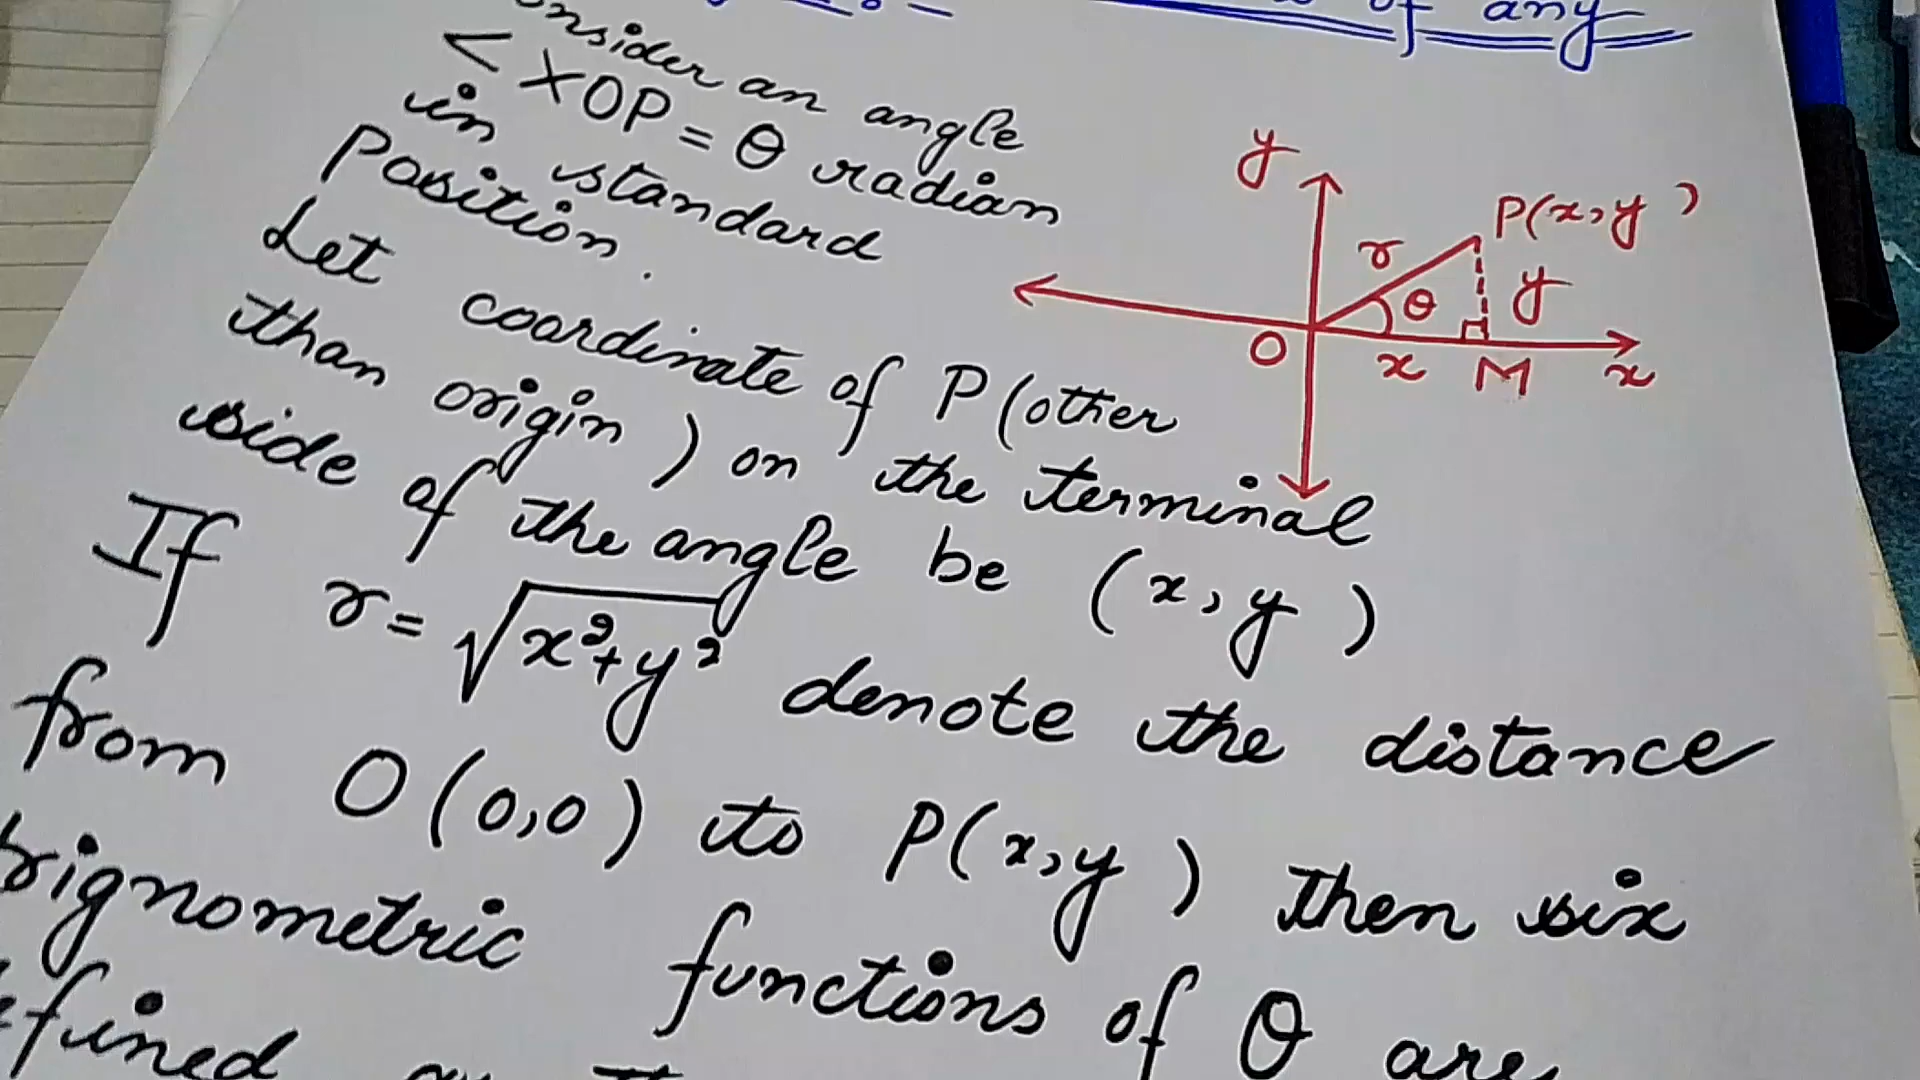 of any
onsider an angle
< XOP = θ radian
in standard
Position.
Let coordinate of P (other
than origin) on the terminal
side of the angle be (x, y)
If r = √x²+y² denote the distance
from O (0,0) to P(x, y) then six
trignometric functions of θ are
efined
y
P(x, y)
r
θ
y
O
x
M
x